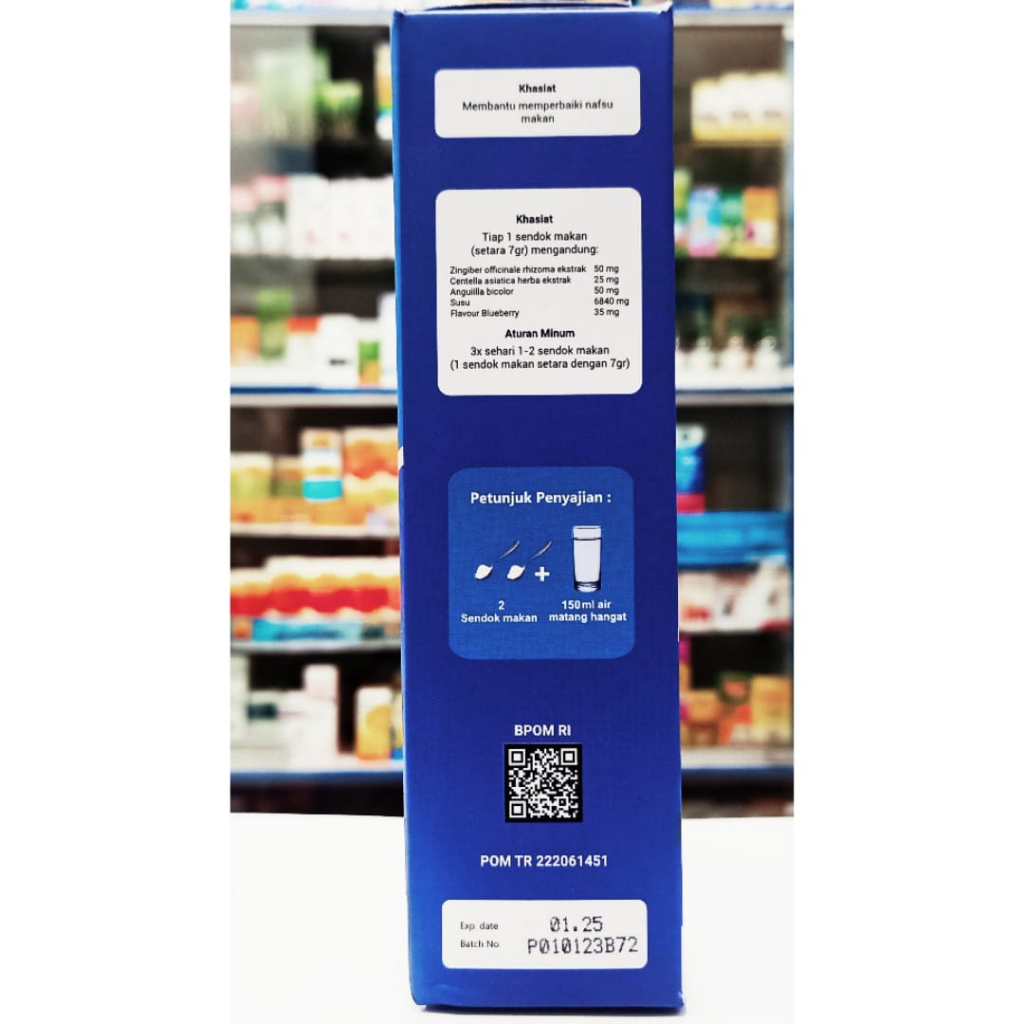 Khasiat
Membantu memperbaiki nafsu
makan
Khasiat
Tiap 1 sendok makan
(setara 7gr) mengandung:
Zingiber officinale rhizoma ekstrak 50 mg
Centella asiatica herba ekstrak 25 mg
Anguiilla bicolor 50 mg
Susu 6840 mg
Flavour Blueberry 35 mg
Aturan Minum
3x sehari 1-2 sendok makan
(1 sendok makan setara dengan 7gr)
Petunjuk Penyajian :
+
2 150ml air
Sendok makan matang hangat
BPOM RI
POM TR 222061451
Exp. date 01.25
Batch No P010123B72